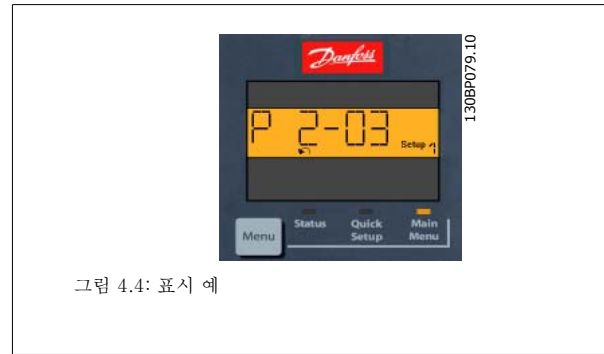 Danfoss
130BP079.10
P 2-03
Setup 1
Status
Quick Setup
Main Menu
Menu
그림 4.4: 표시 예